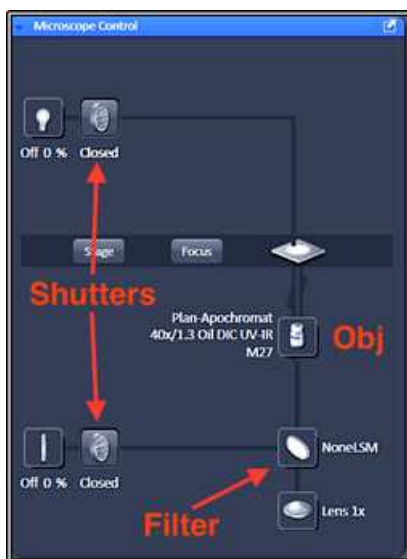 Microscope Control
Off 0 %
Closed
Stage
Focus
Shutters
Plan-Apochromat
40x/1.3 Oil DIC UV-IR
M27
Obj
NoneLSM
Off 0 %
Closed
Filter
Lens 1x